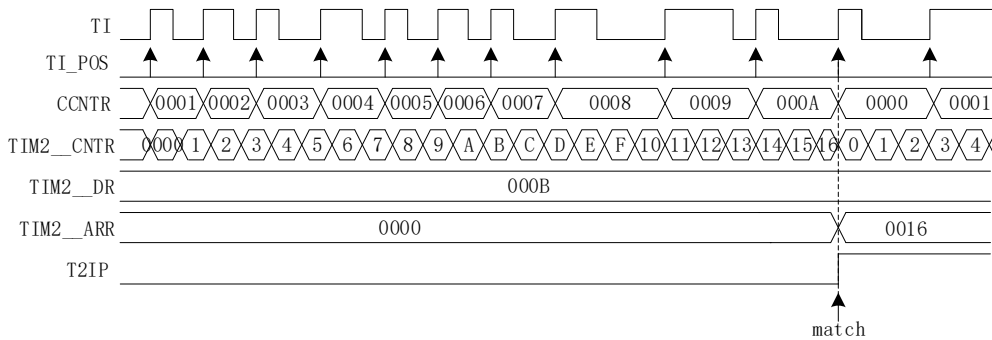 TI
TI_POS
CCNTR 0001 0002 0003 0004 0005 0006 0007 0008 0009 000A 0000 0001
TIM2__CNTR 0000 1 2 3 4 5 6 7 8 9 A B C D E F 10 11 12 13 14 15 16 0 1 2 3 4
TIM2__DR 000B
TIM2__ARR 0000 0016
T2IP
match